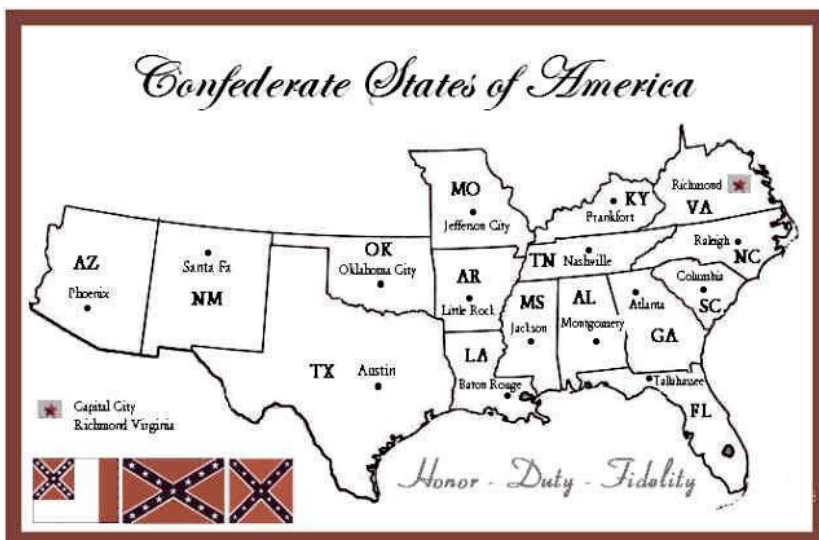 Confederate States of America
MO
Jefferson City
KY
Frankfort
Richmond
VA
AZ
Phoenix
Santa Fa
NM
OK
Oklahoma City
AR
Little Rock
TN
Nashville
Raleigh
NC
Columbia
SC
MS
Jackson
AL
Montgomery
Atlanta
GA
TX
Austin
LA
Baton Rouge
Tallahassee
FL
Capital City
Richmond Virginia
Honor - Duty - Fidelity